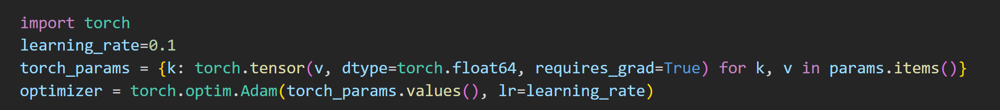 import torch
learning_rate=0.1
torch_params = {k: torch.tensor(v, dtype=torch.float64, requires_grad=True) for k, v in params.items()}
optimizer = torch.optim.Adam(torch_params.values(), lr=learning_rate)